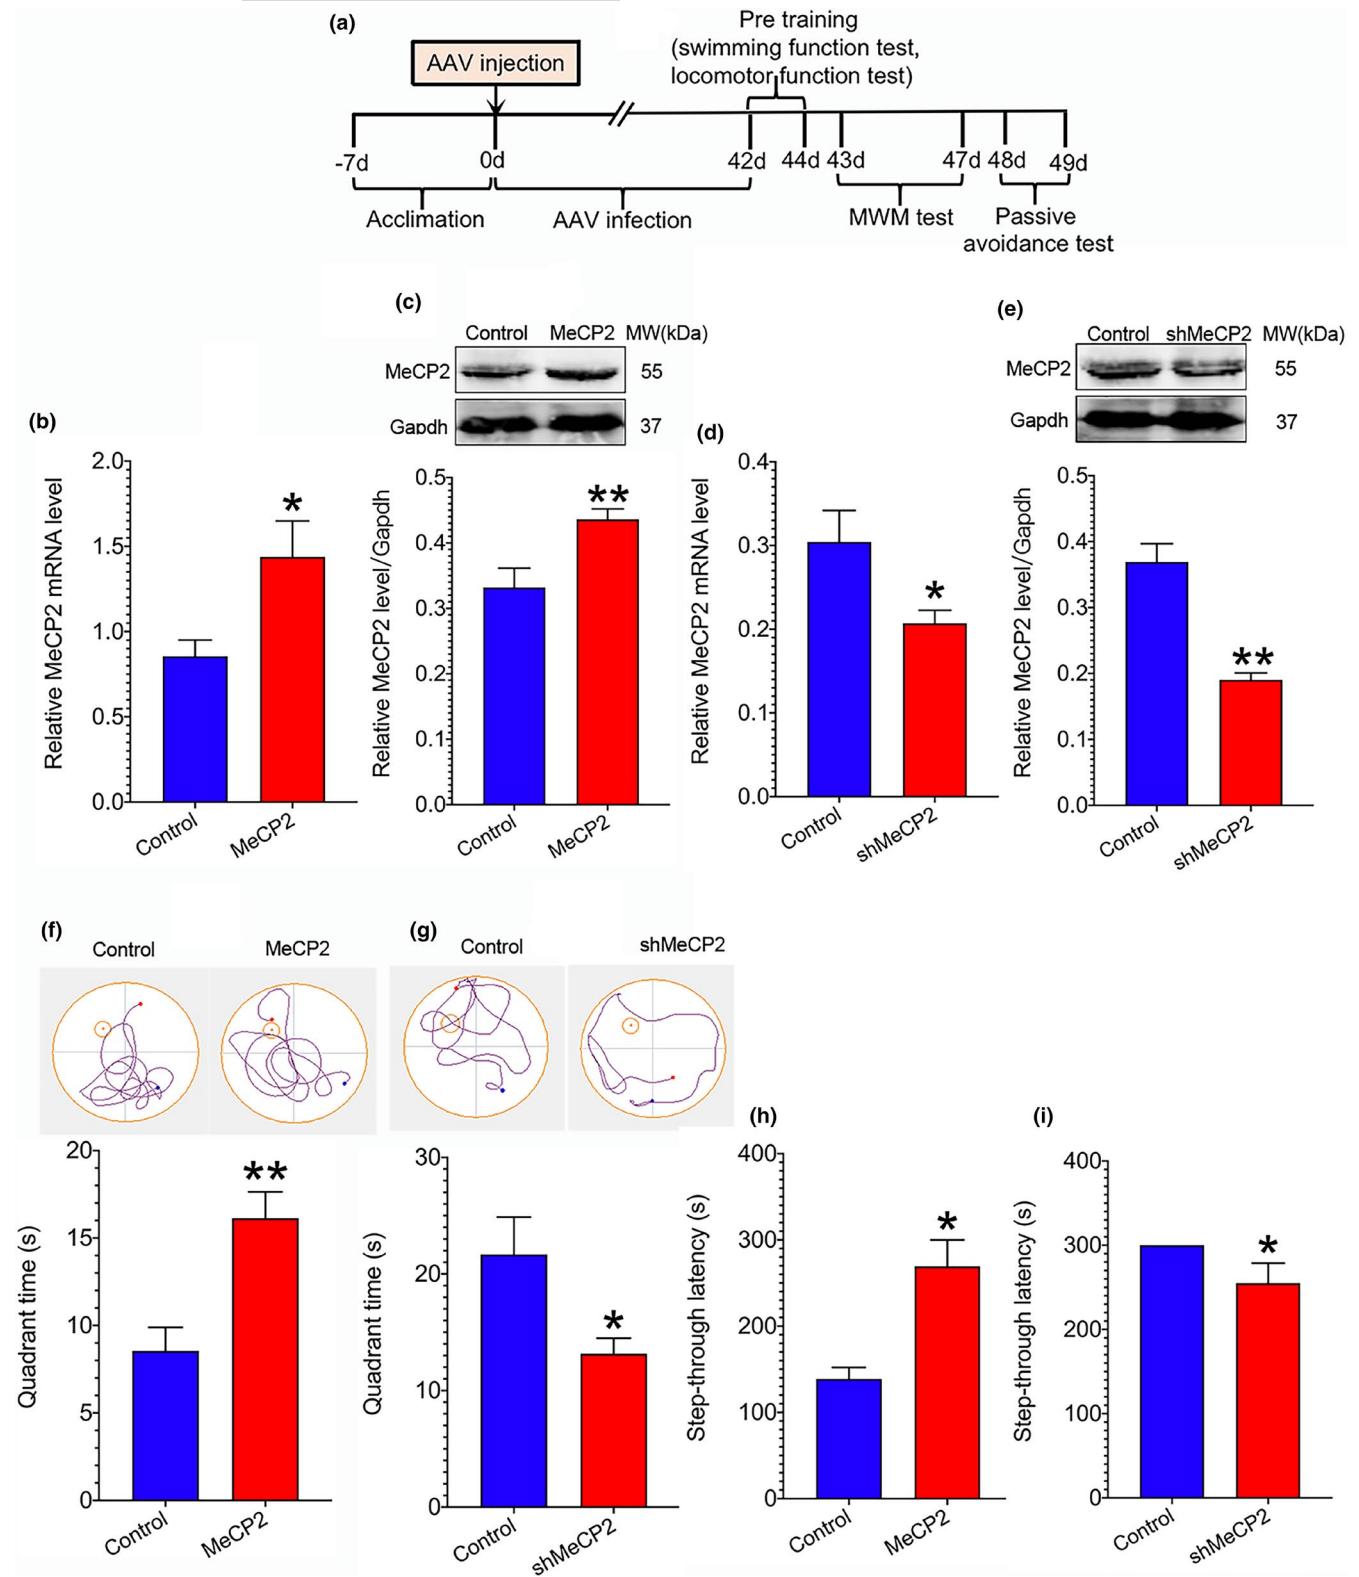 (a)
Pre training
(swimming function test,
locomotor function test)
AAV injection
-7d 0d 42d 44d 43d 47d 48d 49d
Acclimation AAV infection MWM test Passive
avoidance test
(b)
Relative MeCP2 mRNA level
2.0
1.5
1.0
0.5
0.0
*
Control MeCP2
(c)
Control MeCP2 MW(kDa)
MeCP2 55
Gapdh 37
Relative MeCP2 level/Gapdh
0.5
0.4
0.3
0.2
0.1
0.0
**
Control MeCP2
(d)
Relative MeCP2 mRNA level
0.4
0.3
0.2
0.1
0.0
*
Control shMeCP2
(e)
Control shMeCP2 MW(kDa)
MeCP2 55
Gapdh 37
Relative MeCP2 level/Gapdh
0.5
0.4
0.3
0.2
0.1
0.0
**
Control shMeCP2
(f)
Control MeCP2
Quadrant time (s)
20
15
10
5
0
**
Control MeCP2
(g)
Control shMeCP2
Quadrant time (s)
30
20
10
0
*
Control shMeCP2
(h)
Step-through latency (s)
400
300
200
100
0
*
Control MeCP2
(i)
Step-through latency (s)
400
300
200
100
0
*
Control shMeCP2